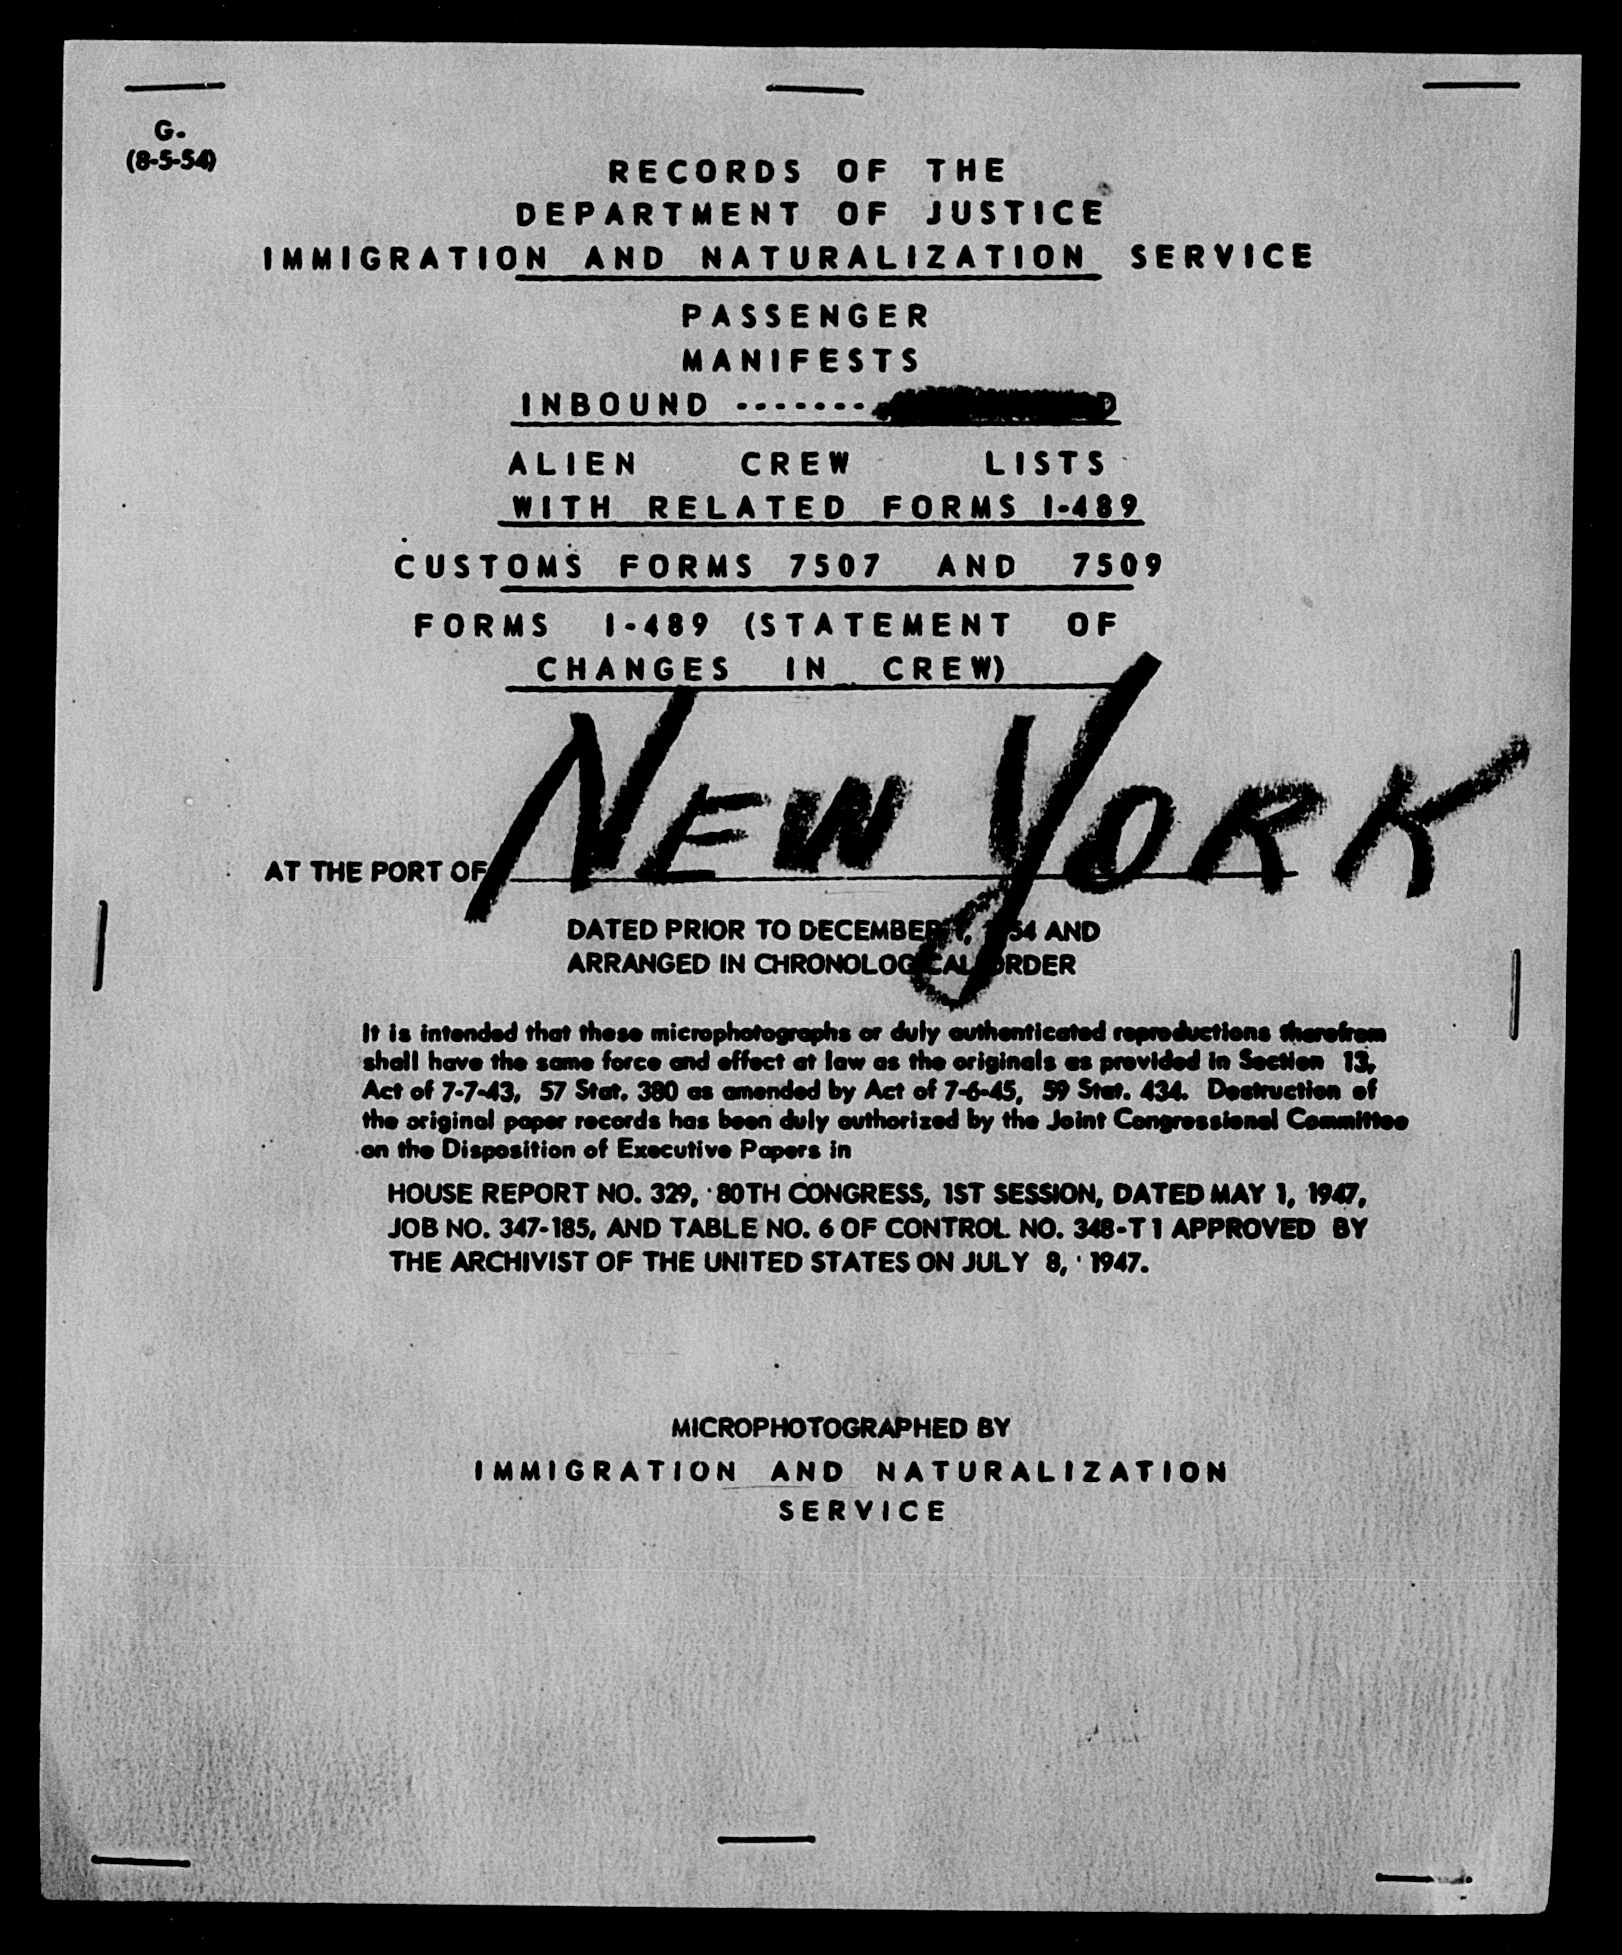 G.
(8-5-54)
RECORDS OF THE
DEPARTMENT OF JUSTICE
IMMIGRATION AND NATURALIZATION SERVICE
PASSENGER
MANIFESTS
INBOUND -------
ALIEN CREW LISTS
WITH RELATED FORMS I-489
CUSTOMS FORMS 7507 AND 7509
FORMS I-489 (STATEMENT OF
CHANGES IN CREW)
AT THE PORT OF NEW YORK
DATED PRIOR TO DECEMBER AND
ARRANGED IN CHRONOLOGICAL ORDER
It is intended that these microphotographs or duly authenticated reproductions therefrom
shall have the same force and effect at law as the originals as provided in Section 13,
Act of 7-7-43, 57 Stat. 380 as amended by Act of 7-6-45, 59 Stat. 434. Destruction of
the original paper records has been duly authorized by the Joint Congressional Committee
on the Disposition of Executive Papers in
HOUSE REPORT NO. 329, 80TH CONGRESS, 1ST SESSION, DATED MAY 1, 1947,
JOB NO. 347-185, AND TABLE NO. 6 OF CONTROL NO. 348-T1 APPROVED BY
THE ARCHIVIST OF THE UNITED STATES ON JULY 8, 1947.
MICROPHOTOGRAPHED BY
IMMIGRATION AND NATURALIZATION
SERVICE